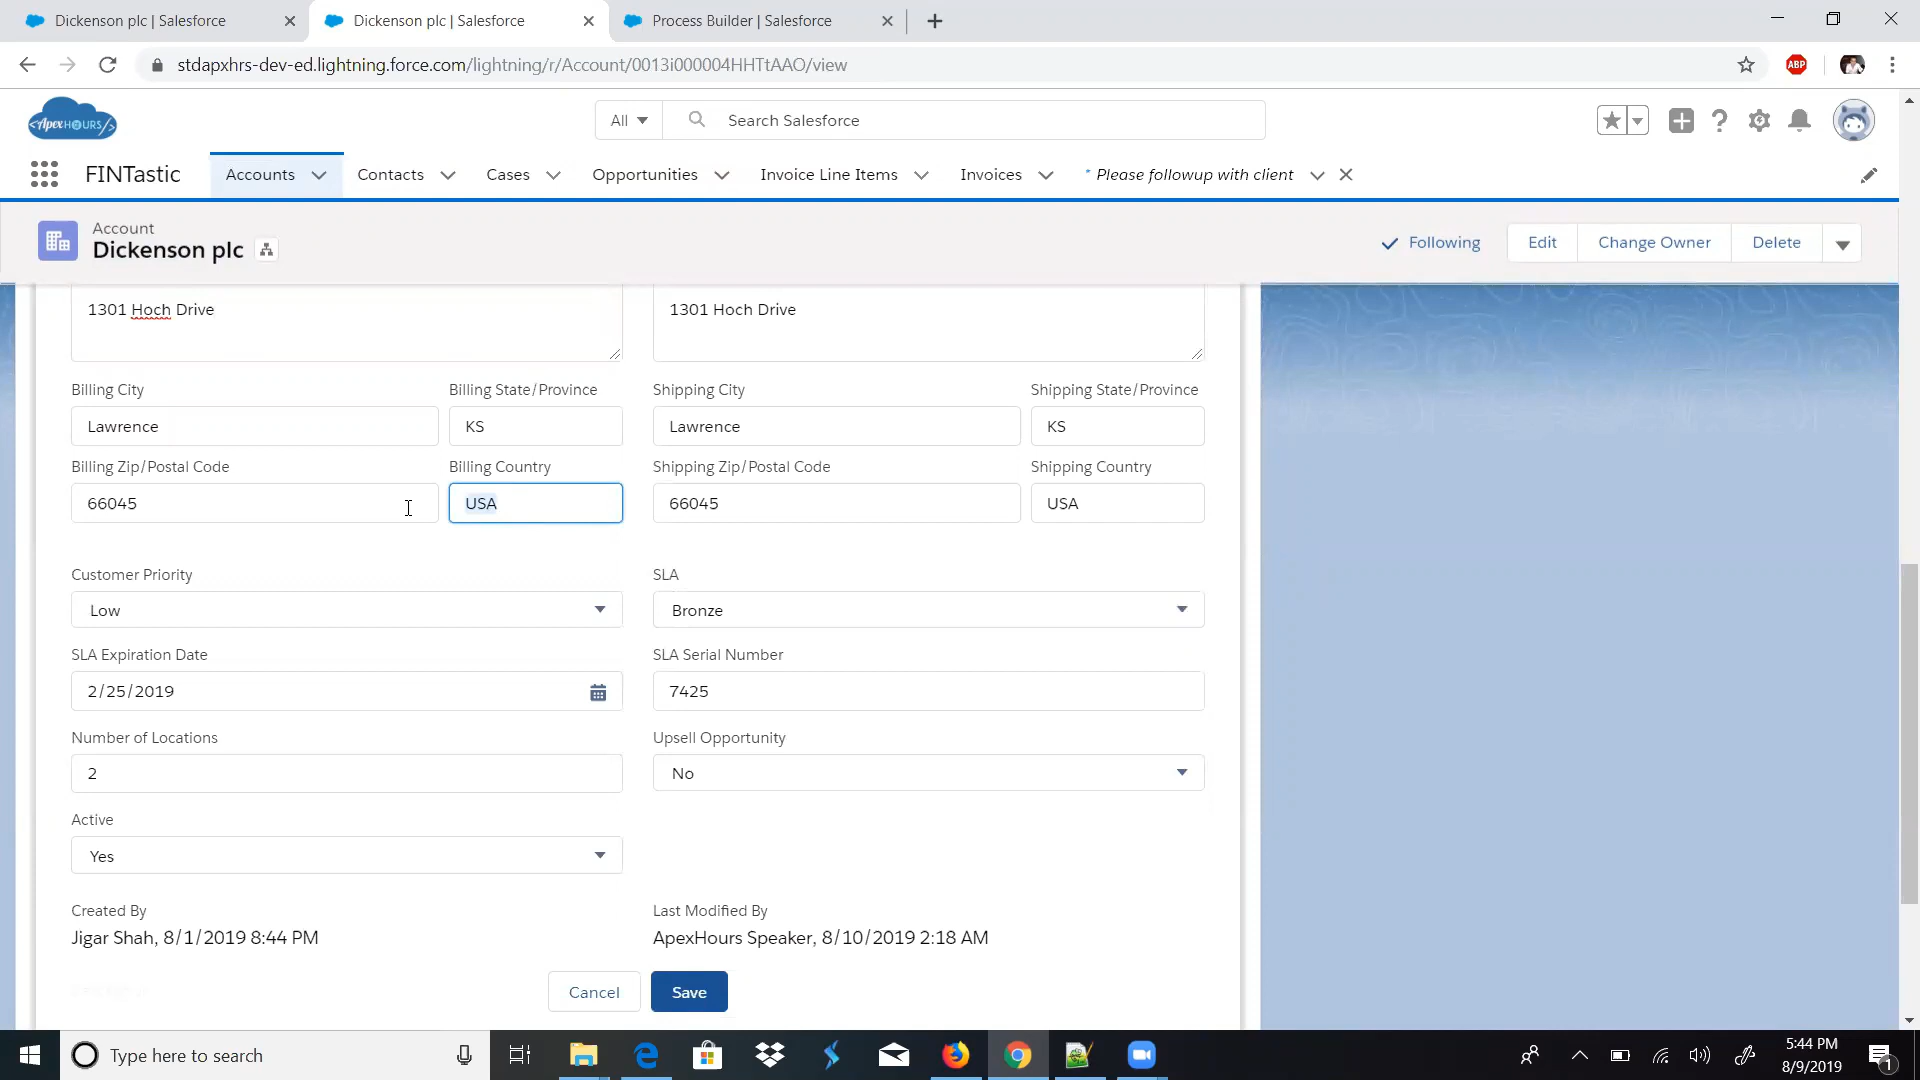 Dickenson plc | Salesforce
Dickenson plc | Salesforce
Process Builder | Salesforce
stdapxhrs-dev-ed.lightning.force.com/lightning/r/Account/0013i000004HHTtAAO/view
ABP
<ApexHOURS/>
All
Search Salesforce
FINTastic
Accounts
Contacts
Cases
Opportunities
Invoice Line Items
Invoices
* Please followup with client
Account
Dickenson plc
Following
Edit
Change Owner
Delete
1301 Hoch Drive
1301 Hoch Drive
Billing City
Billing State/Province
Shipping City
Shipping State/Province
Lawrence
KS
Lawrence
KS
Billing Zip/Postal Code
Billing Country
Shipping Zip/Postal Code
Shipping Country
66045
USA
66045
USA
Customer Priority
SLA
Low
Bronze
SLA Expiration Date
SLA Serial Number
2/25/2019
7425
Number of Locations
Upsell Opportunity
2
No
Active
Yes
Created By
Last Modified By
Jigar Shah, 8/1/2019 8:44 PM
ApexHours Speaker, 8/10/2019 2:18 AM
Cancel
Save
Type here to search
5:44 PM
8/9/2019
1